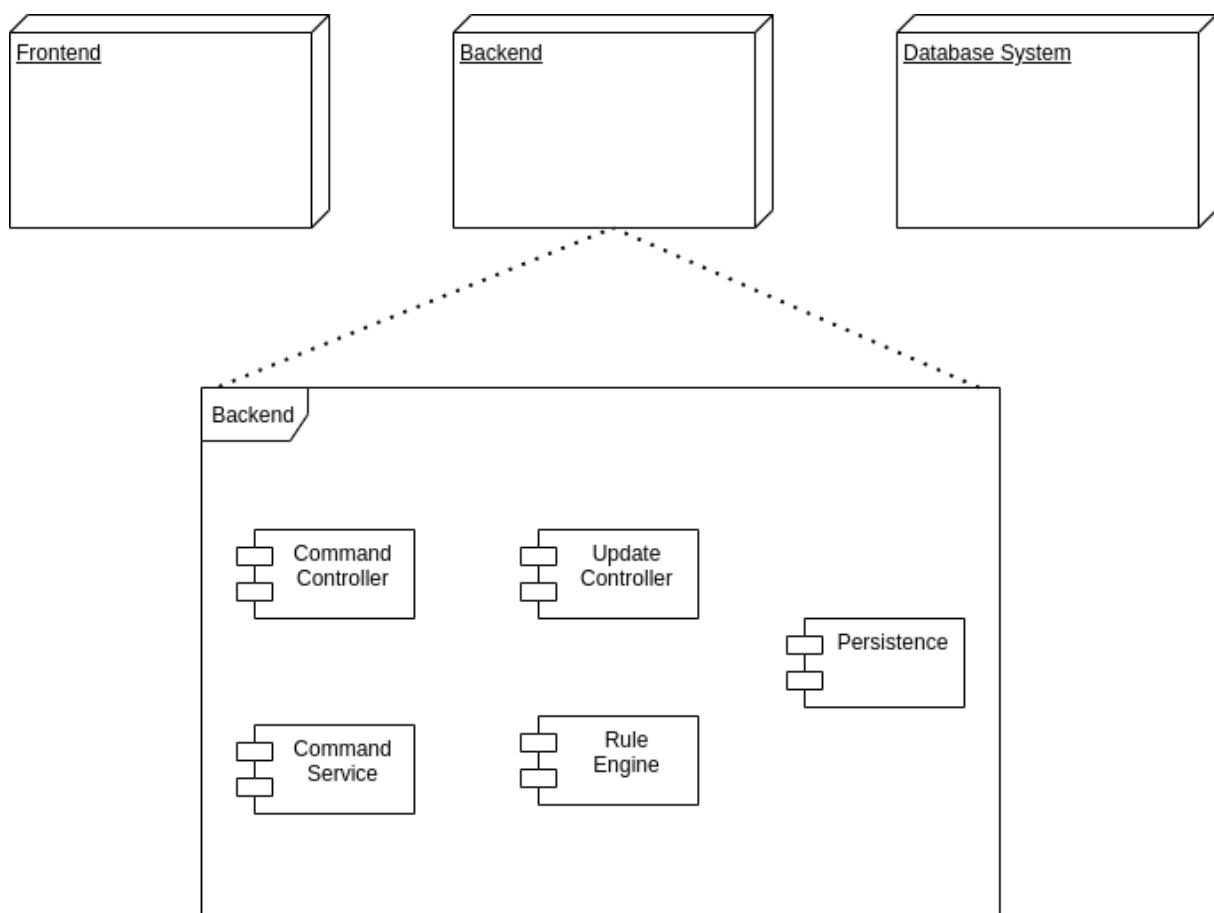 Frontend
Backend
Database System
Backend
Command
Controller
Update
Controller
Persistence
Command
Service
Rule
Engine